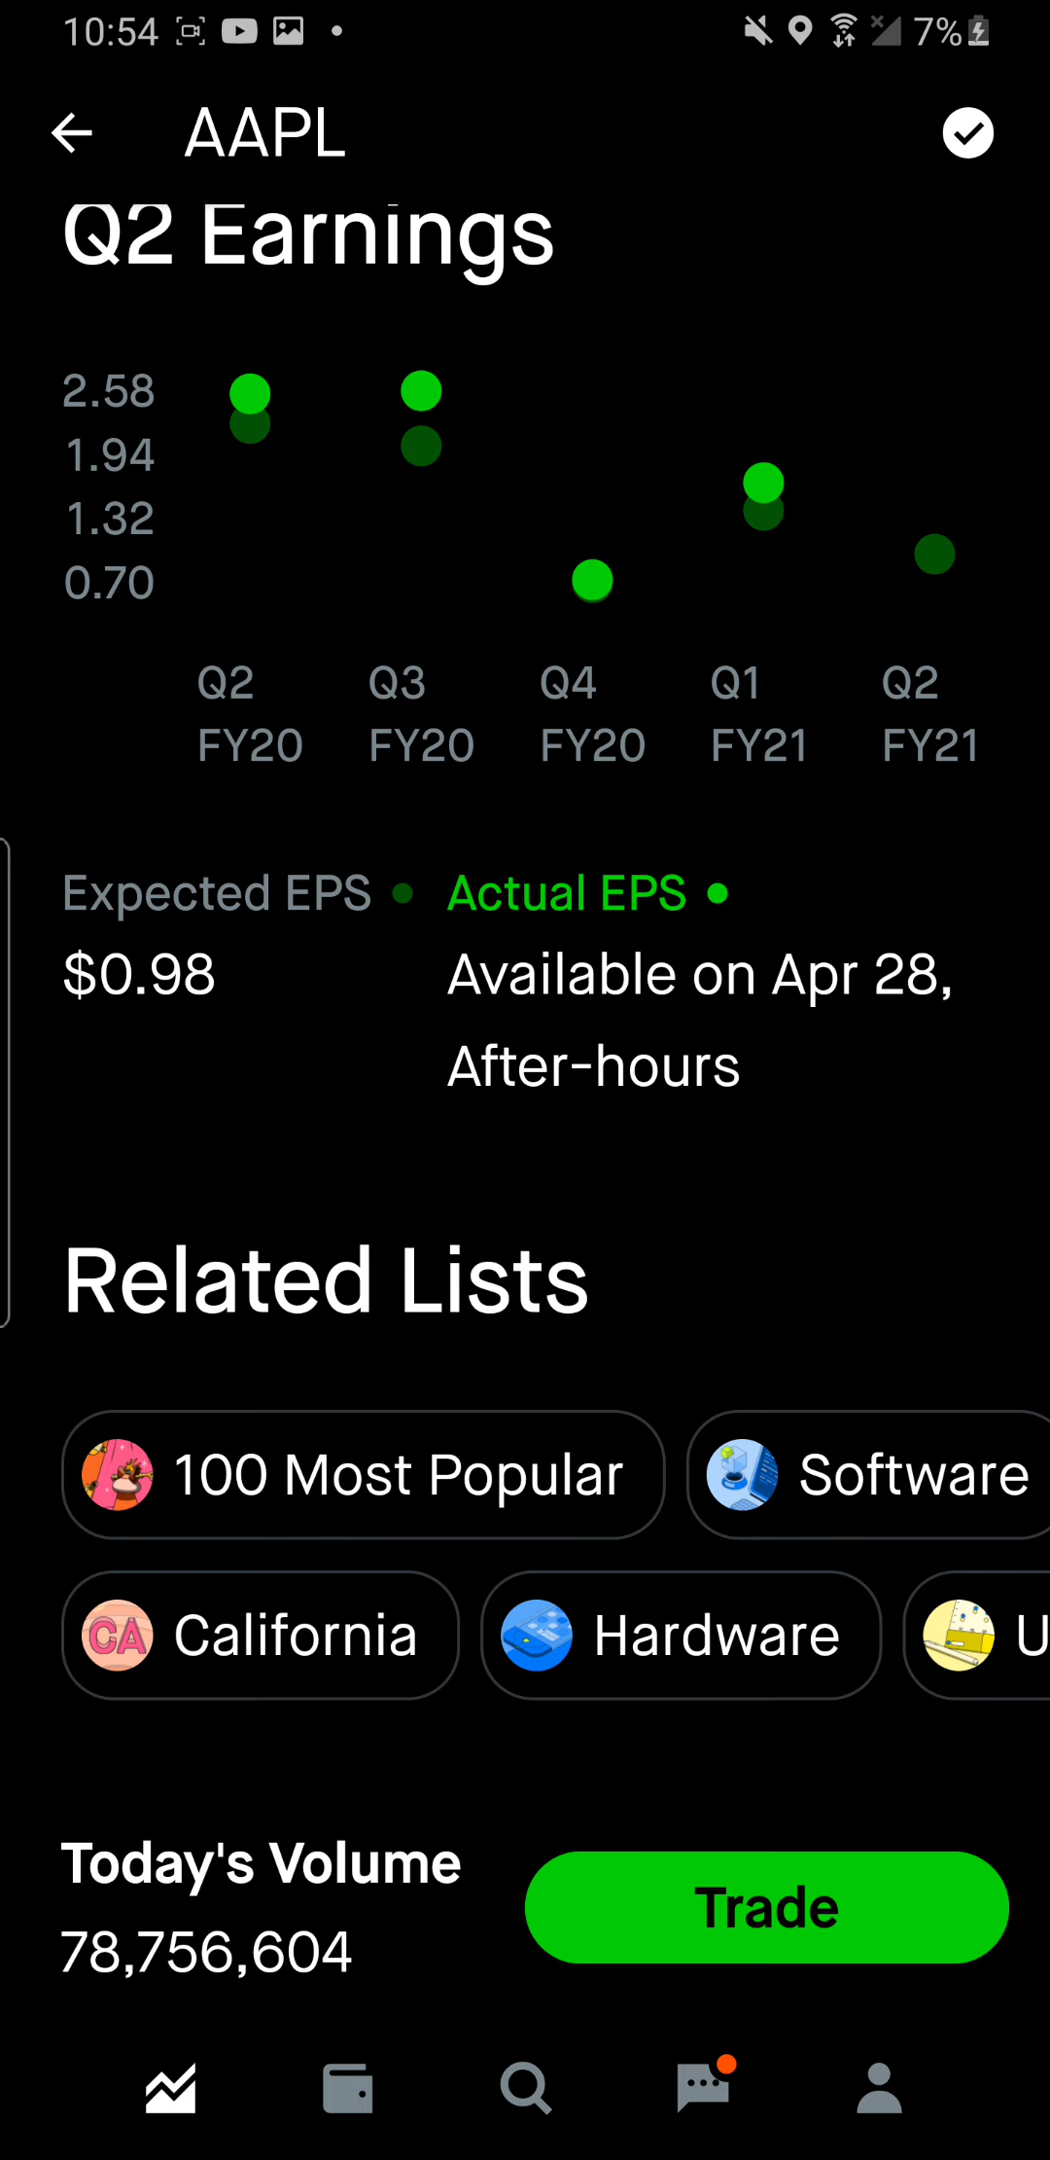 10:54 7%
AAPL
Q2 Earnings
2.58
1.94
1.32
0.70
Q2 Q3 Q4 Q1 Q2
FY20 FY20 FY20 FY21 FY21
Expected EPS Actual EPS
$0.98 Available on Apr 28,
After-hours
Related Lists
100 Most Popular Software
CA California Hardware U
Today's Volume
78,756,604
Trade